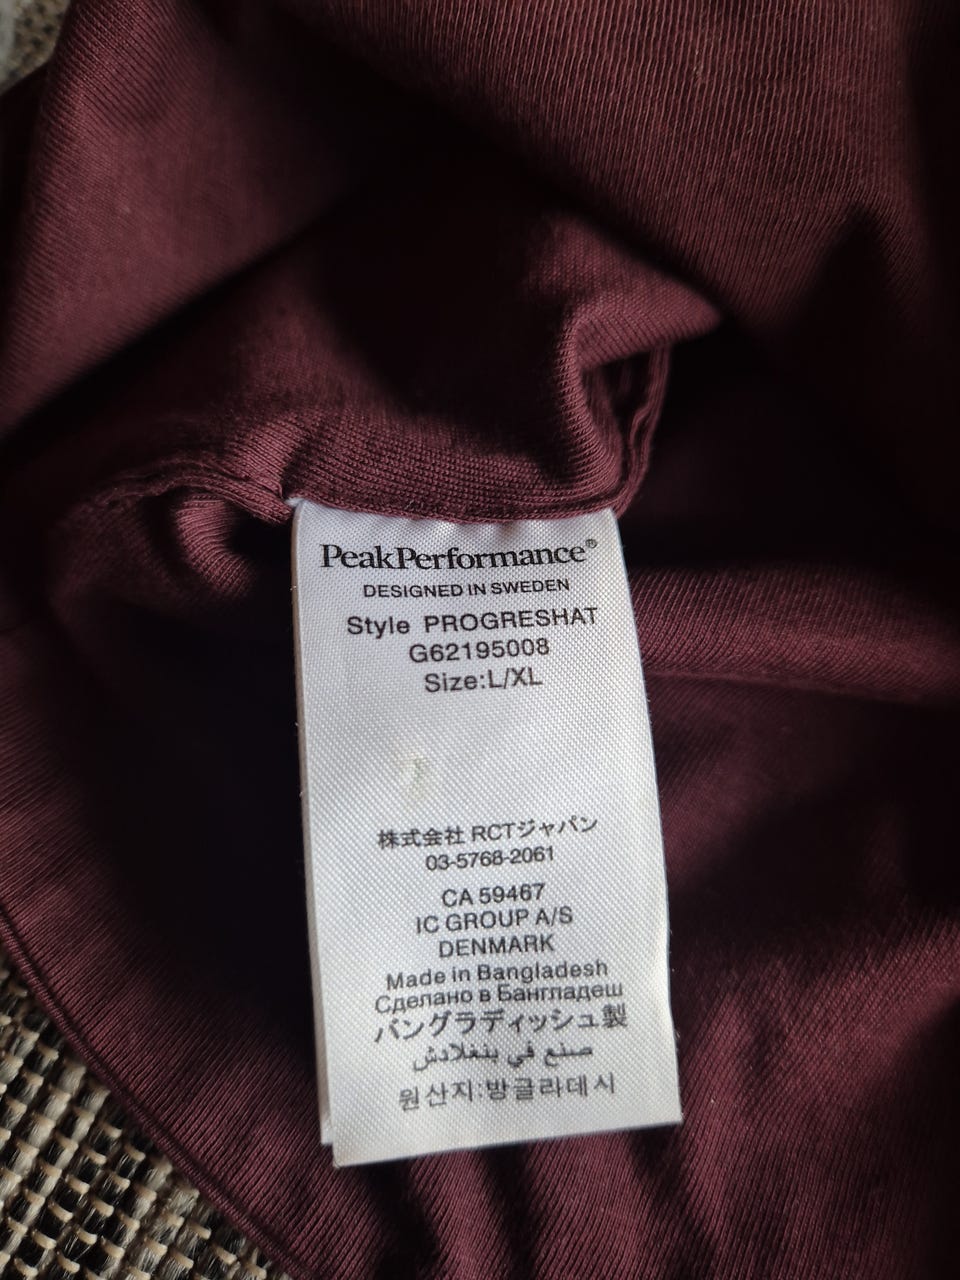 PeakPerformance®
DESIGNED IN SWEDEN
Style PROGRESHAT
G62195008
Size:L/XL
株式会社 RCTジャパン
03-5768-2061
CA 59467
IC GROUP A/S
DENMARK
Made in Bangladesh
Сделано в Бангладеш
バングラディッシュ製
صنع في بنغلادش
원산지:방글라데시